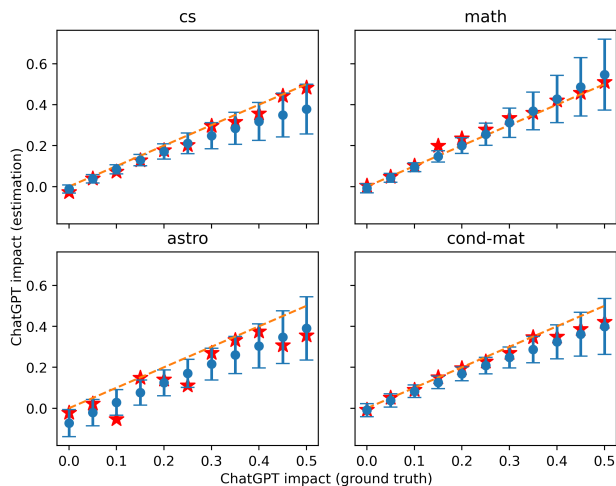 cs
math
0.6
0.4
0.2
0.0
astro
cond-mat
0.6
0.4
0.2
0.0
ChatGPT impact (estimation)
0.0 0.1 0.2 0.3 0.4 0.5
0.0 0.1 0.2 0.3 0.4 0.5
ChatGPT impact (ground truth)